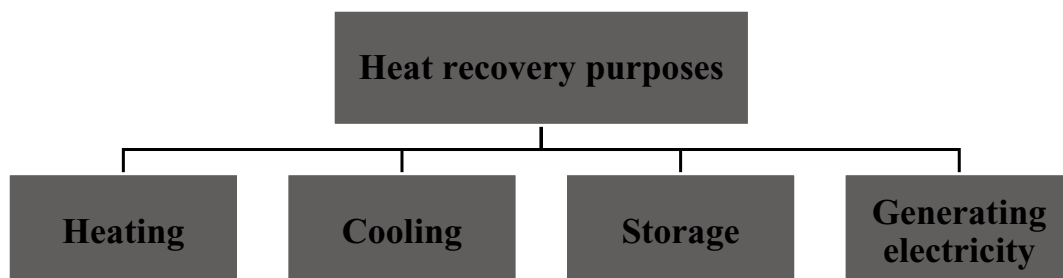 Heat recovery purposes
Heating
Cooling
Storage
Generating
electricity